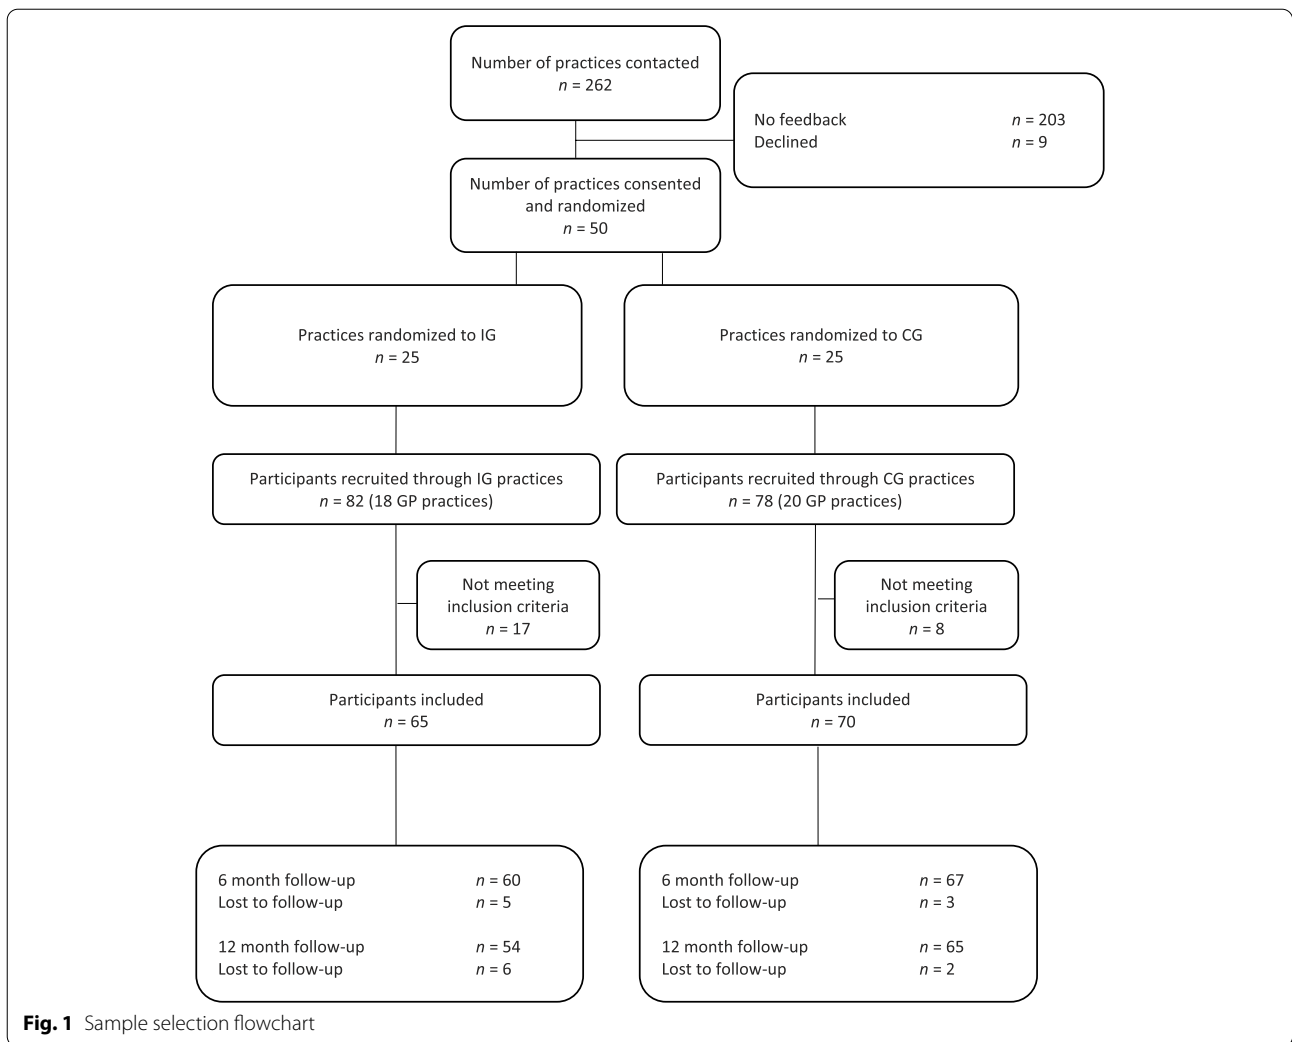 Number of practices contacted
n = 262
No feedback n = 203
Declined n = 9
Number of practices consented
and randomized
n = 50
Practices randomized to IG
n = 25
Practices randomized to CG
n = 25
Participants recruited through IG practices
n = 82 (18 GP practices)
Participants recruited through CG practices
n = 78 (20 GP practices)
Not meeting
inclusion criteria
n = 17
Not meeting
inclusion criteria
n = 8
Participants included
n = 65
Participants included
n = 70
6 month follow-up n = 60
Lost to follow-up n = 5
12 month follow-up n = 54
Lost to follow-up n = 6
6 month follow-up n = 67
Lost to follow-up n = 3
12 month follow-up n = 65
Lost to follow-up n = 2
Fig. 1 Sample selection flowchart